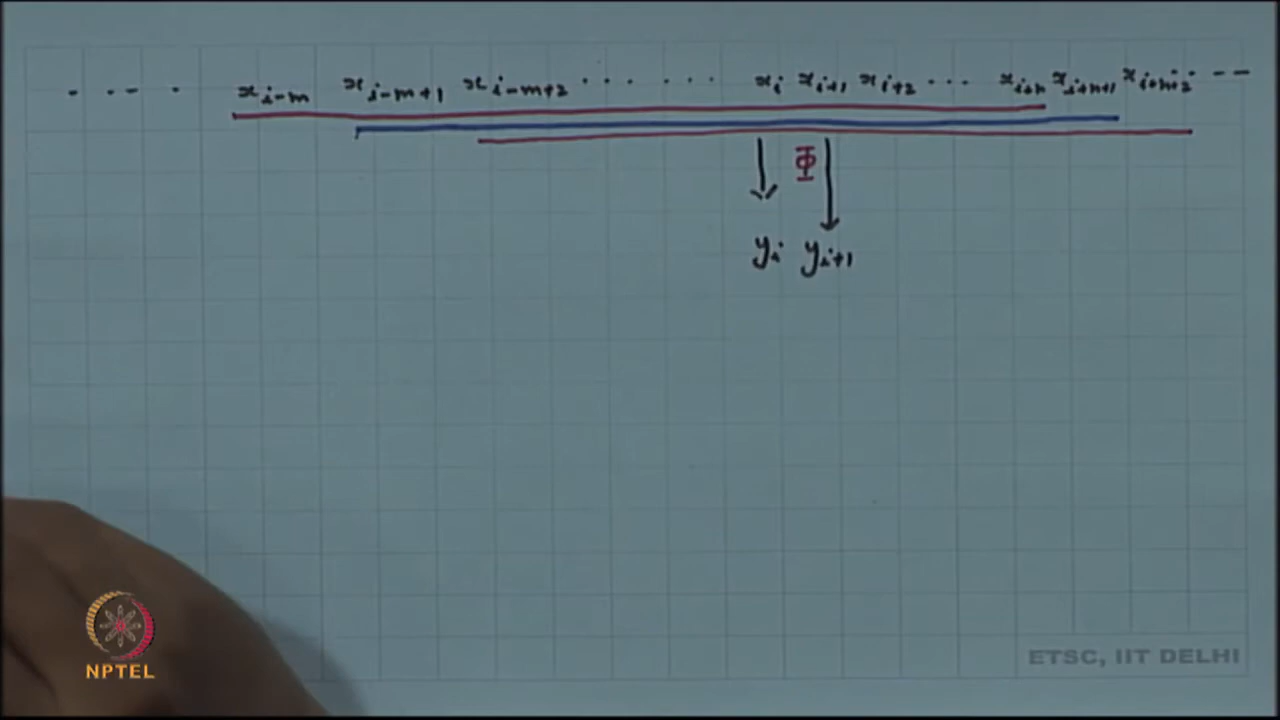 - - - - x_{i-m} x_{i-m+1} x_{i-m+2} . . . . . . x_i x_{i+1} x_{i+2} . . . x_{i+n} x_{i+n+1} x_{i+n+2} . - -
Φ
y_i y_{i+1}
NPTEL
ETSC, IIT DELHI